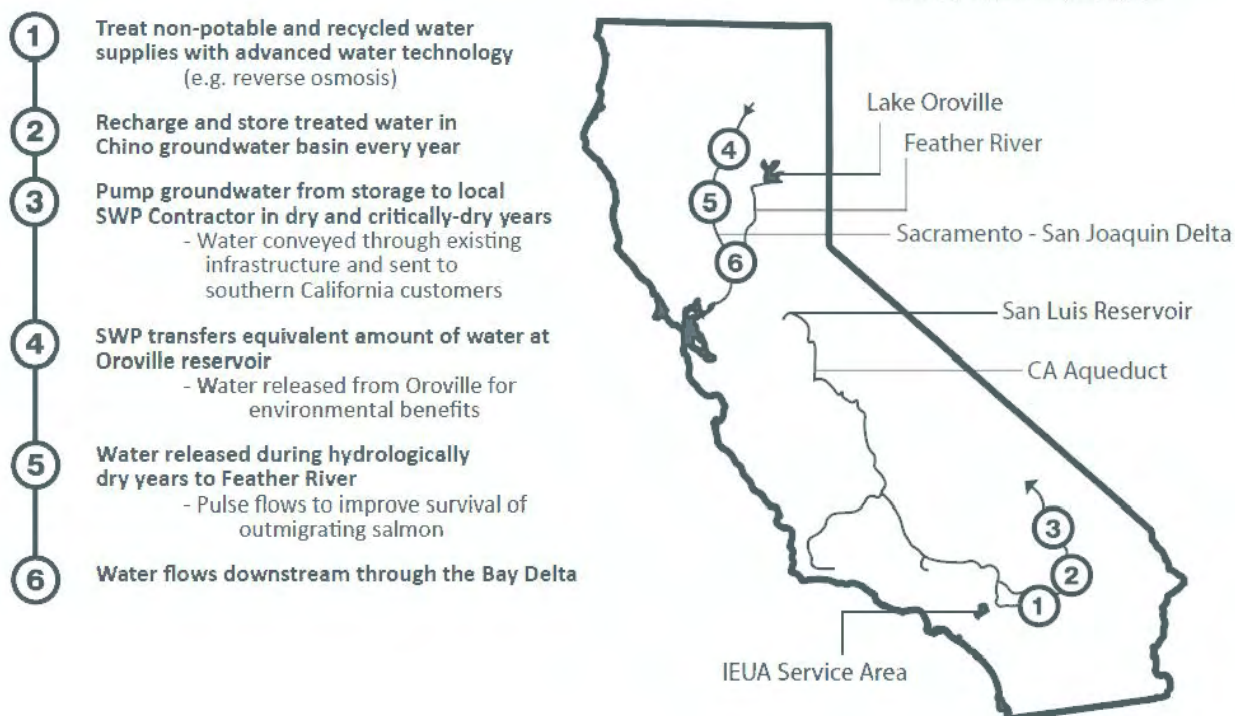 1
Treat non-potable and recycled water
supplies with advanced water technology
(e.g. reverse osmosis)
2
Recharge and store treated water in
Chino groundwater basin every year
3
Pump groundwater from storage to local
SWP Contractor in dry and critically-dry years
- Water conveyed through existing
infrastructure and sent to
southern California customers
4
SWP transfers equivalent amount of water at
Oroville reservoir
- Water released from Oroville for
environmental benefits
5
Water released during hydrologically
dry years to Feather River
- Pulse flows to improve survival of
outmigrating salmon
6
Water flows downstream through the Bay Delta
Lake Oroville
Feather River
4
5
Sacramento - San Joaquin Delta
6
San Luis Reservoir
CA Aqueduct
3
2
1
IEUA Service Area